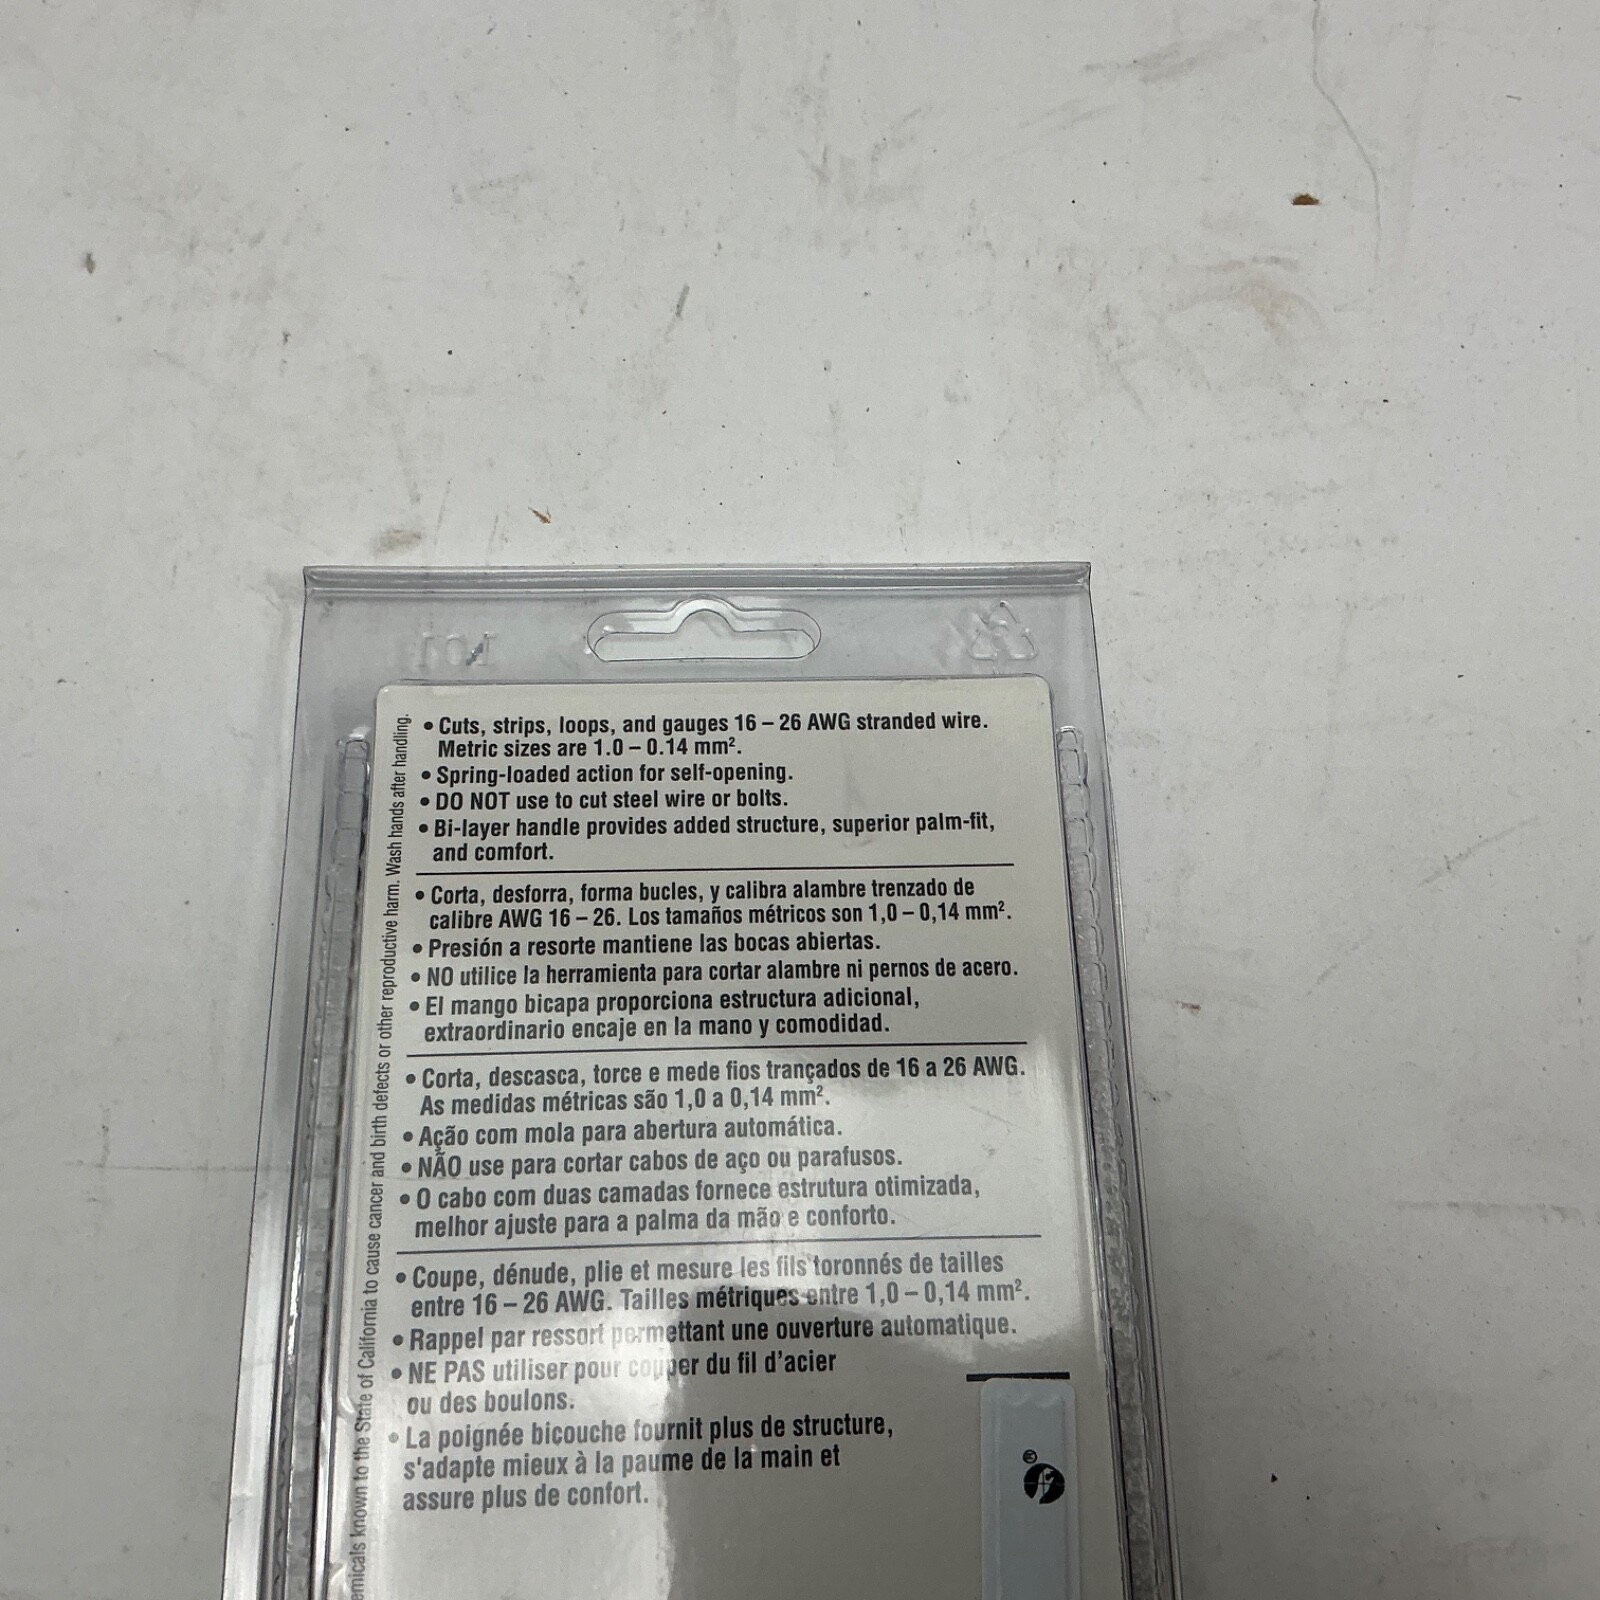 • Cuts, strips, loops, and gauges 16 – 26 AWG stranded wire.
Metric sizes are 1.0 – 0.14 mm².
• Spring-loaded action for self-opening.
• DO NOT use to cut steel wire or bolts.
• Bi-layer handle provides added structure, superior palm-fit,
and comfort.
• Corta, desforra, forma bucles, y calibra alambre trenzado de
calibre AWG 16 – 26. Los tamaños métricos son 1,0 – 0,14 mm².
• Presión a resorte mantiene las bocas abiertas.
• NO utilice la herramienta para cortar alambre ni pernos de acero.
• El mango bicapa proporciona estructura adicional,
extraordinario encaje en la mano y comodidad.
• Corta, descasca, torce e mede fios trançados de 16 a 26 AWG.
As medidas métricas são 1,0 a 0,14 mm².
• Ação com mola para abertura automática.
• NÃO use para cortar cabos de aço ou parafusos.
• O cabo com duas camadas fornece estrutura otimizada,
melhor ajuste para a palma da mão e conforto.
• Coupe, dénude, plie et mesure les fils toronnés de tailles
entre 16 – 26 AWG. Tailles métriques entre 1,0 – 0,14 mm².
• Rappel par ressort permettant une ouverture automatique.
• NE PAS utiliser pour couper du fil d'acier
ou des boulons.
• La poignée bicouche fournit plus de structure,
s'adapte mieux à la paume de la main et
assure plus de confort.
emicals known to the State of California to cause cancer and birth defects or other reproductive harm. Wash hands after handling.
®